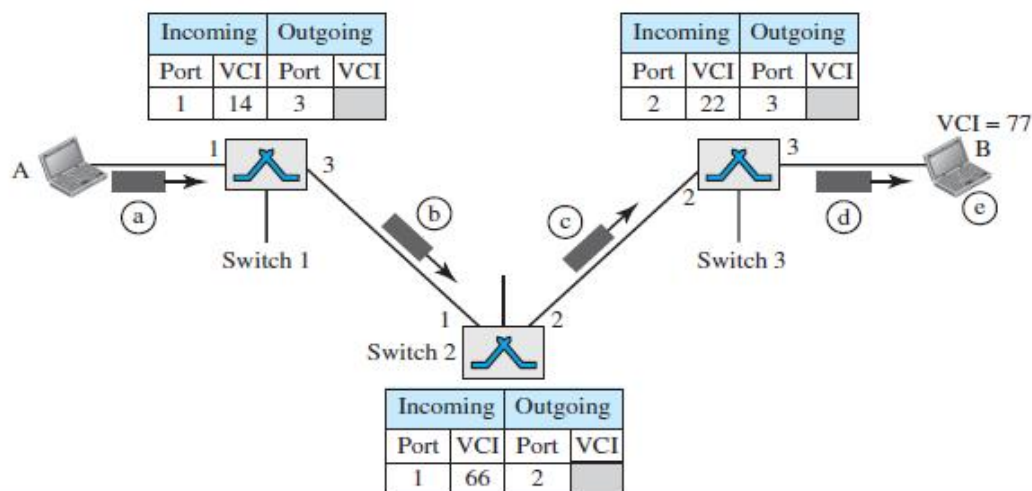 Incoming Outgoing
Port VCI Port VCI
1 14 3
Incoming Outgoing
Port VCI Port VCI
2 22 3
VCI = 77
A
1
3
3
B
a
b
c
2
d
e
Switch 1
Switch 3
1
2
Switch 2
Incoming Outgoing
Port VCI Port VCI
1 66 2